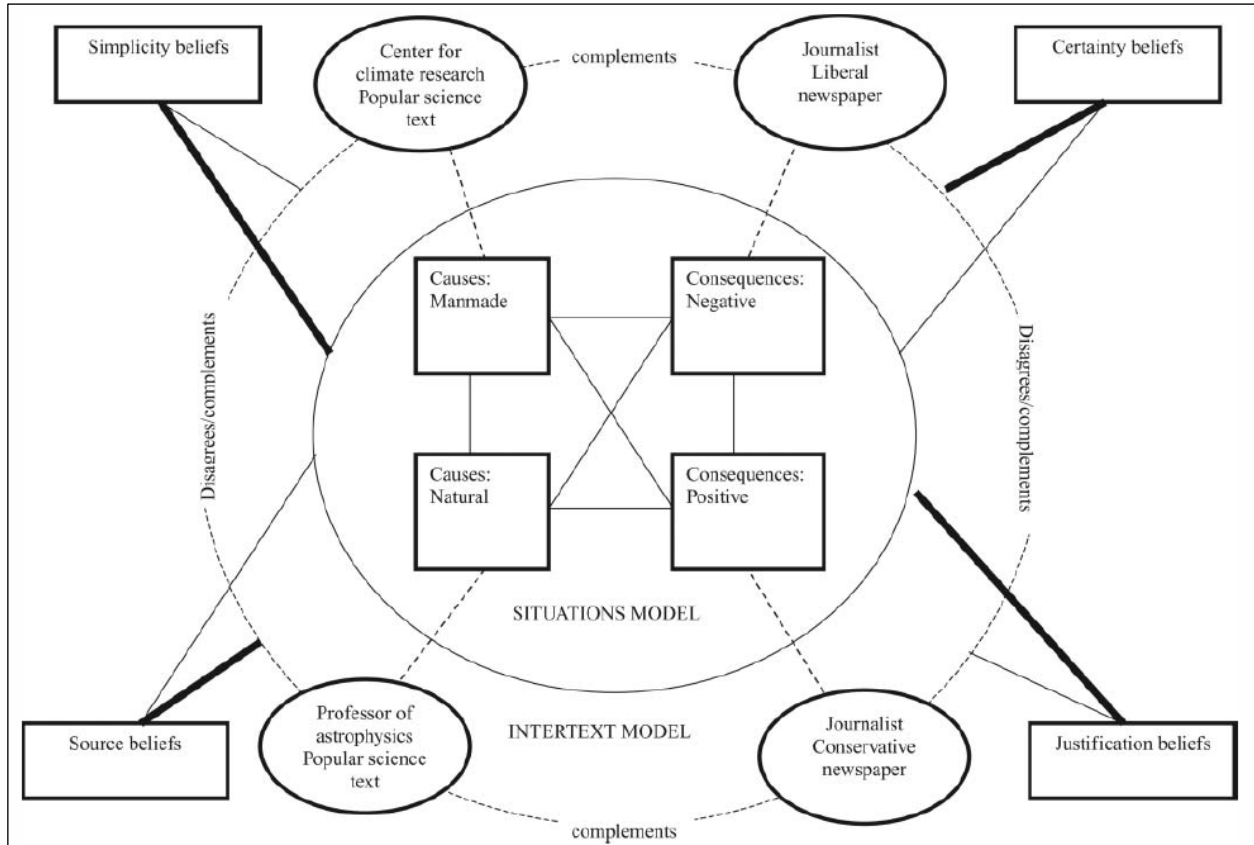 Simplicity beliefs
Center for
climate research
Popular science
text
complements
Journalist
Liberal
newspaper
Certainty beliefs
Causes:
Manmade
Consequences:
Negative
Disagrees/complements
Disagrees/complements
Causes:
Natural
Consequences:
Positive
SITUATIONS MODEL
INTERTEXT MODEL
Source beliefs
Professor of
astrophysics
Popular science
text
Journalist
Conservative
newspaper
Justification beliefs
complements